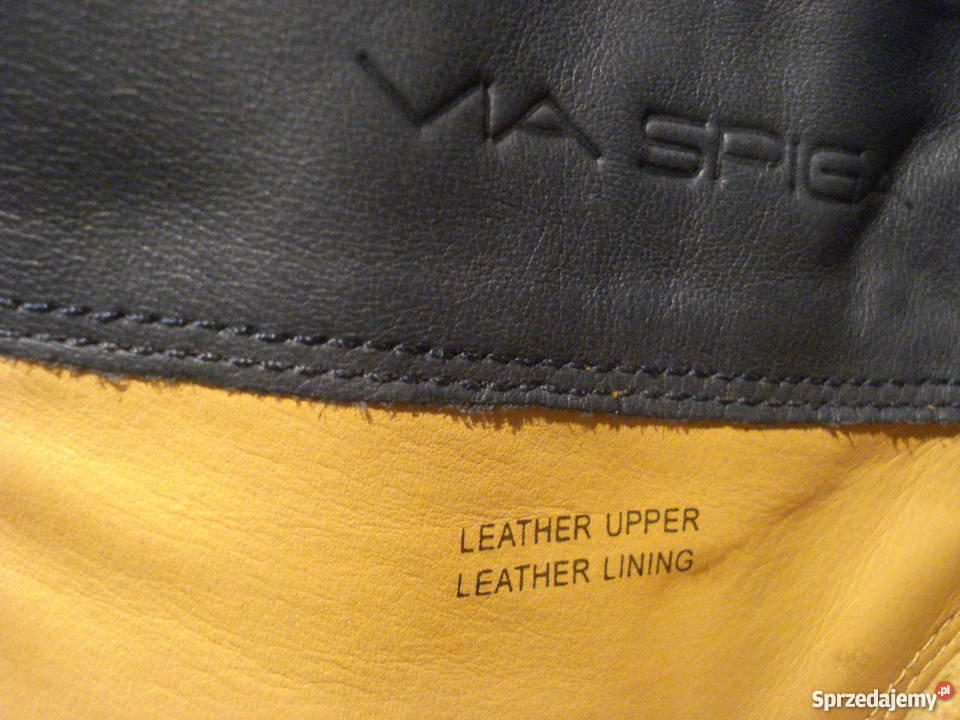 VIA SPIGA
LEATHER UPPER
LEATHER LINING
Sprzedajemy.pl